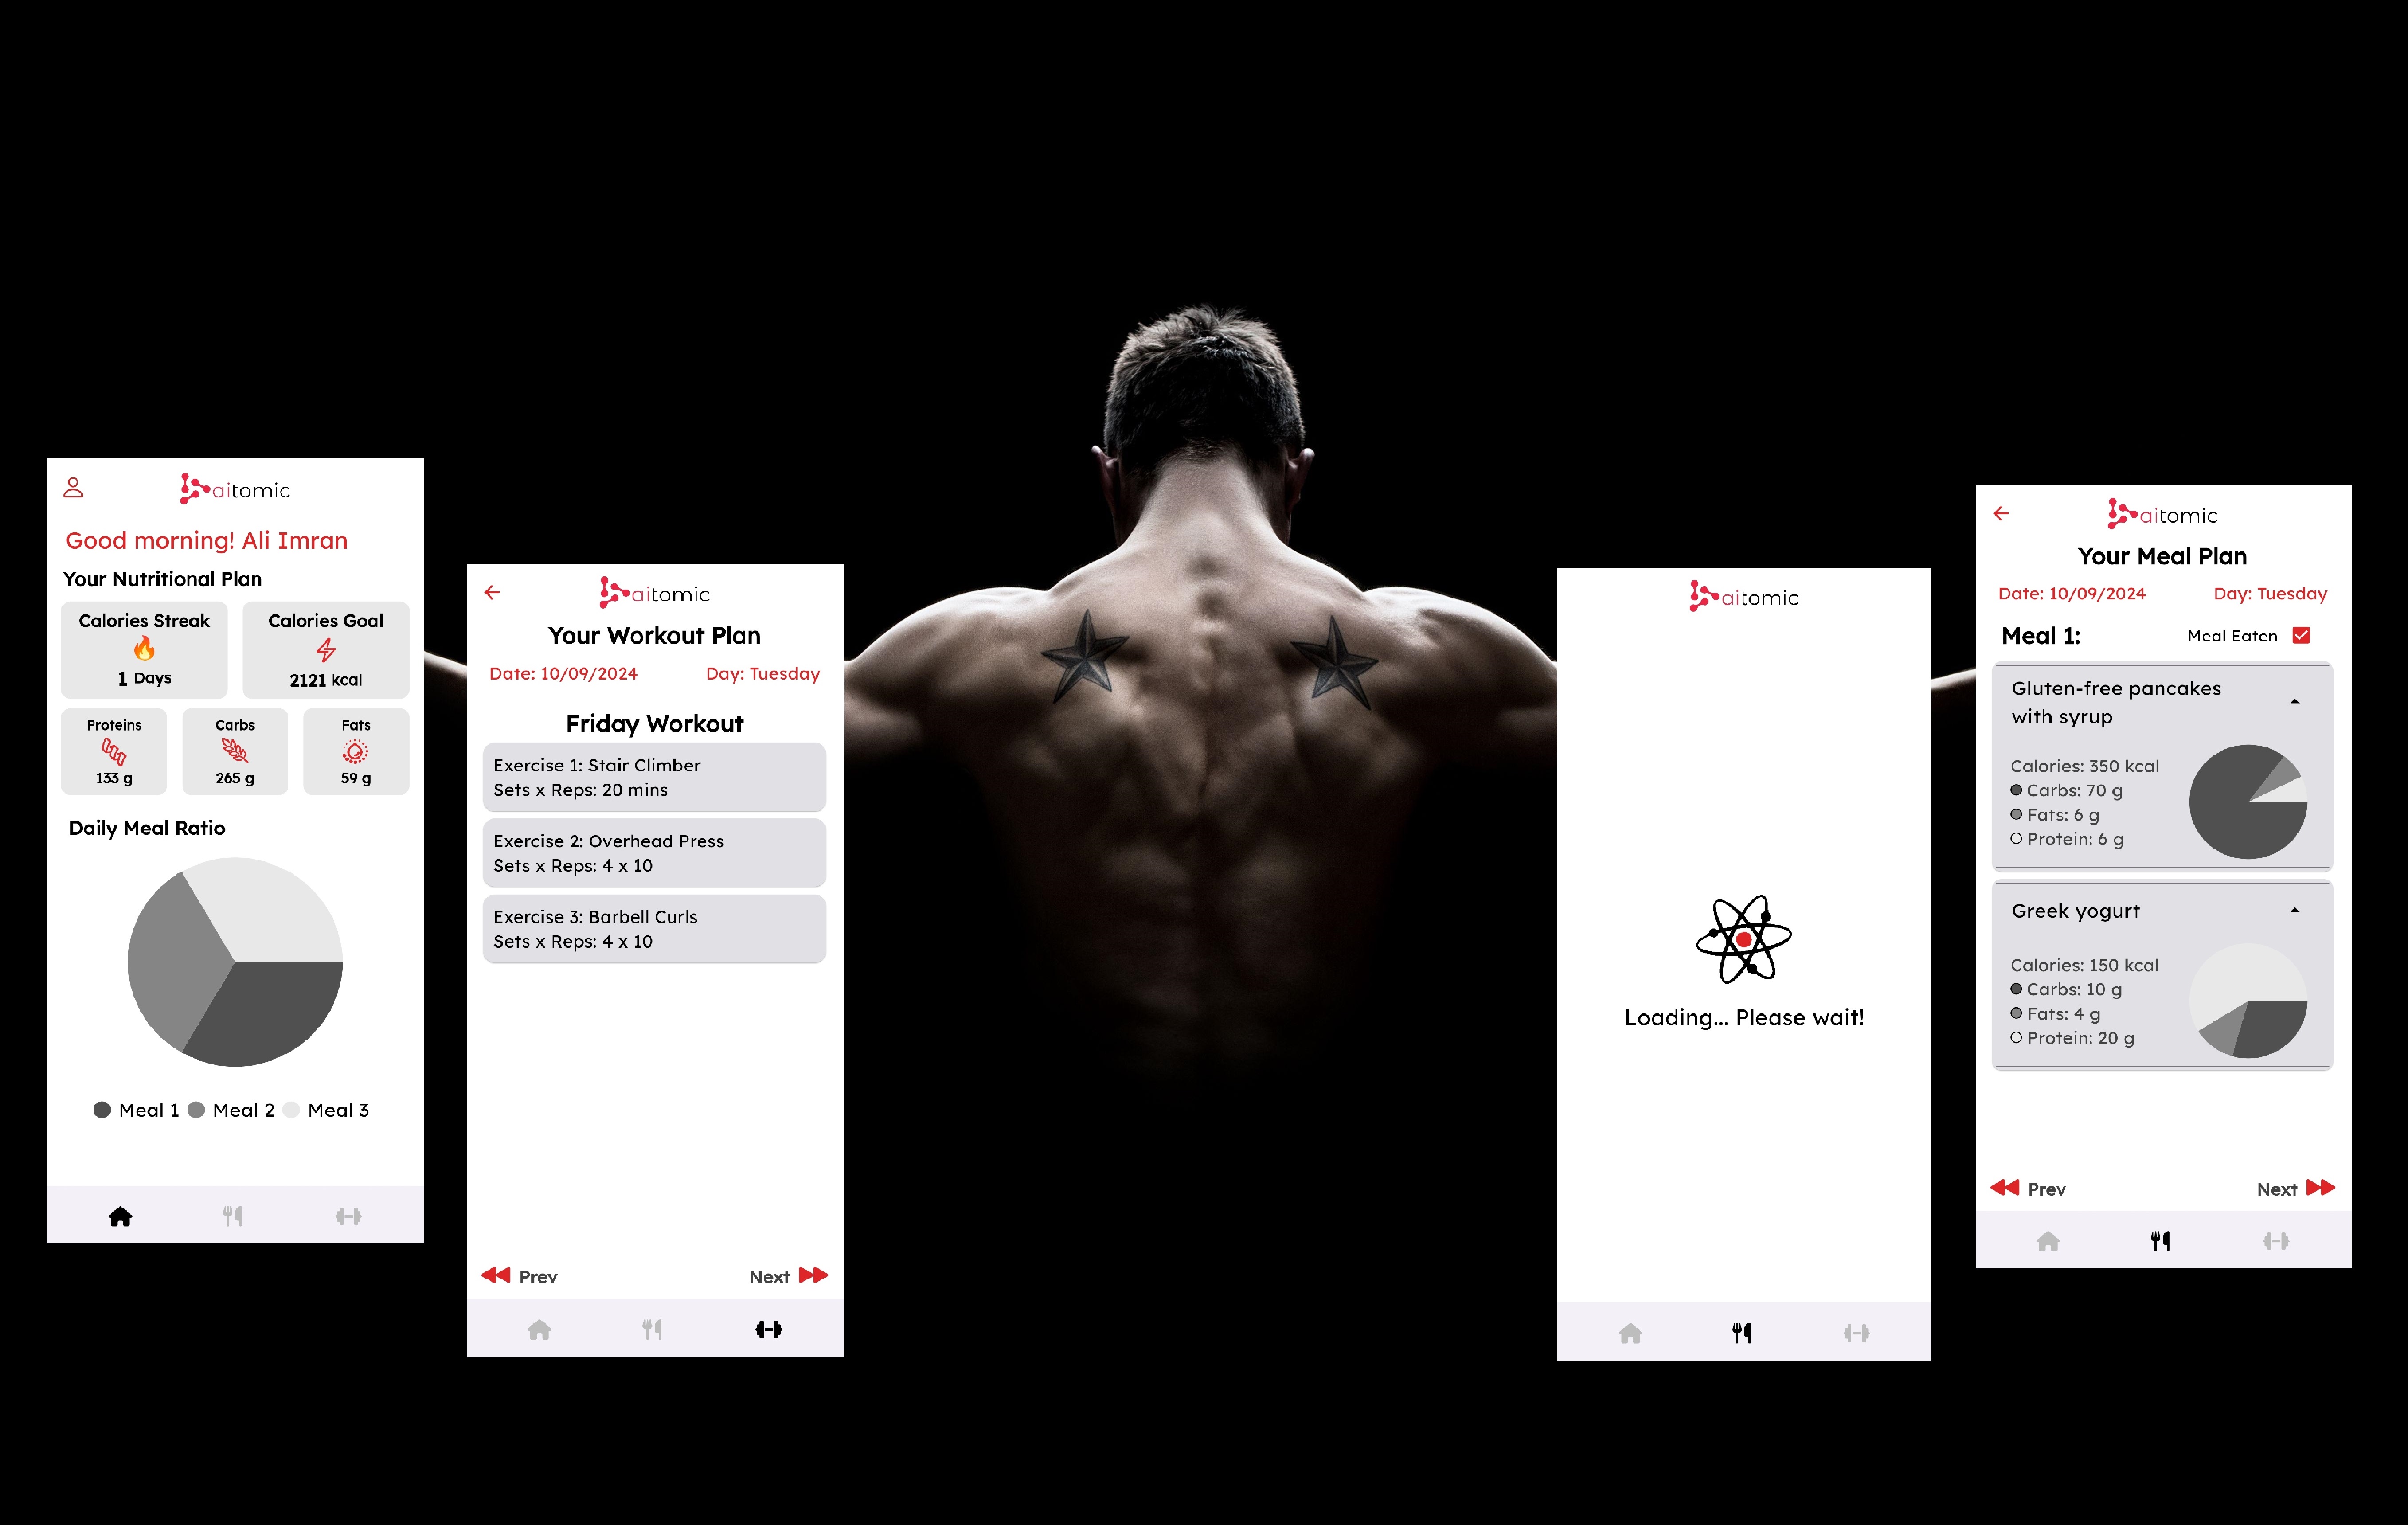 aitomic
Good morning! Ali Imran
Your Nutritional Plan
Calories Streak
1 Days
Calories Goal
2121 kcal
Proteins
133 g
Carbs
265 g
Fats
59 g
Daily Meal Ratio
Meal 1 Meal 2 Meal 3
aitomic
Your Workout Plan
Date: 10/09/2024 Day: Tuesday
Friday Workout
Exercise 1: Stair Climber
Sets x Reps: 20 mins
Exercise 2: Overhead Press
Sets x Reps: 4 x 10
Exercise 3: Barbell Curls
Sets x Reps: 4 x 10
Prev Next
aitomic
Loading... Please wait!
aitomic
Your Meal Plan
Date: 10/09/2024 Day: Tuesday
Meal 1: Meal Eaten
Gluten-free pancakes
with syrup
Calories: 350 kcal
Carbs: 70 g
Fats: 6 g
Protein: 6 g
Greek yogurt
Calories: 150 kcal
Carbs: 10 g
Fats: 4 g
Protein: 20 g
Prev Next